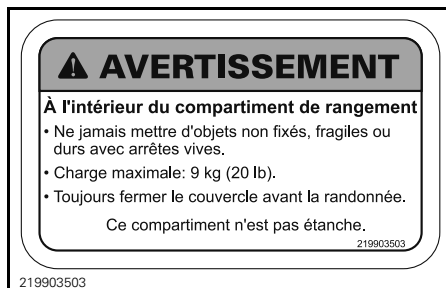 AVERTISSEMENT
À l'intérieur du compartiment de rangement
• Ne jamais mettre d'objets non fixés, fragiles ou
durs avec arrêtes vives.
• Charge maximale: 9 kg (20 lb).
• Toujours fermer le couvercle avant la randonnée.
Ce compartiment n'est pas étanche.
219903503
219903503